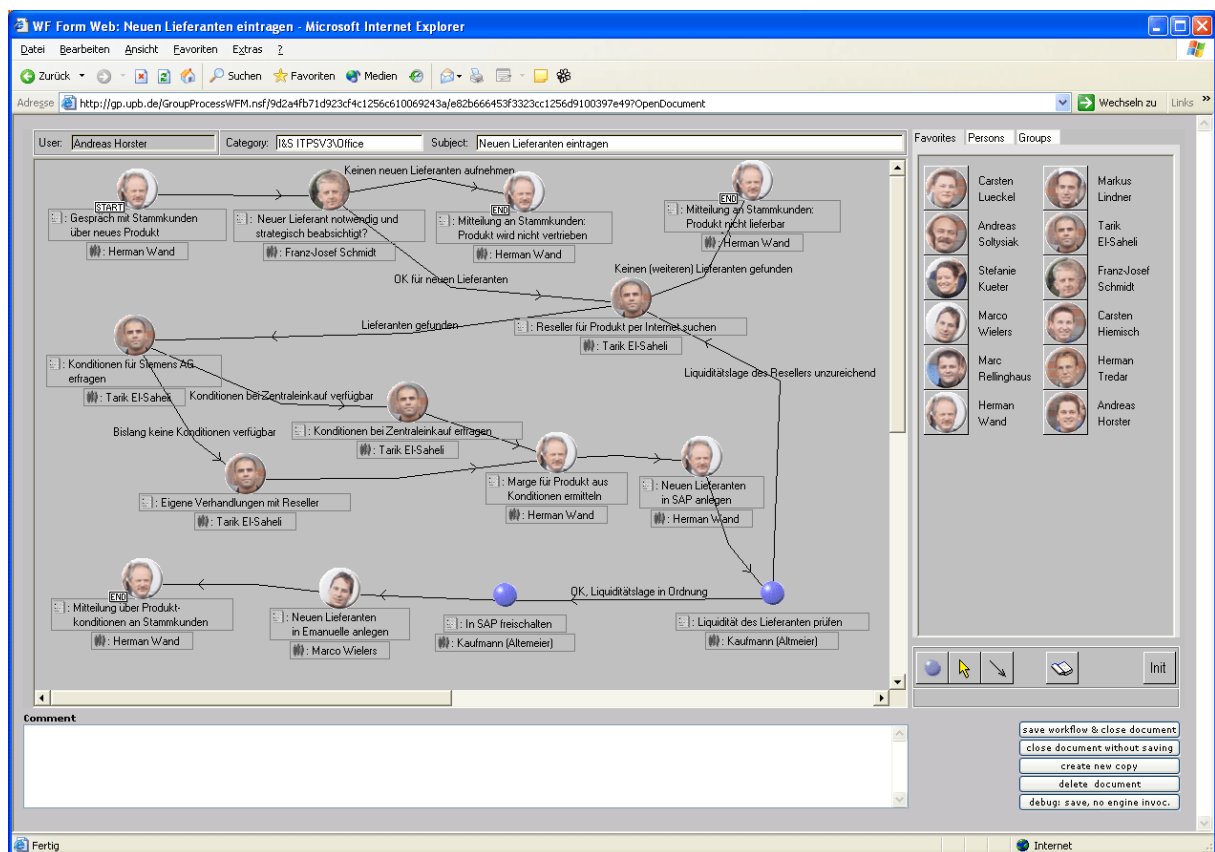 WF Form Web: Neuen Lieferanten eintragen - Microsoft Internet Explorer
Datei Bearbeiten Ansicht Favoriten Extras ?
Zurück Suchen Favoriten Medien
Adresse http://gp.upb.de/GroupProcessWFM.nsf/9d2a4fb71d923cf4c1256c610069243a/e82b666453f3323cc1256d9100397e49?OpenDocument Wechseln zu Links »
User: Andreas Horster Category: I&S ITPSV3\Office Subject: Neuen Lieferanten eintragen
Favorites Persons Groups
Keinen neuen Lieferanten aufnehmen
START
: Gespräch mit Stammkunden
über neues Produkt
: Herman Wand
: Neuer Lieferant notwendig und
strategisch beabsichtigt?
: Franz-Josef Schmidt
END
: Mitteilung an Stammkunden:
Produkt wird nicht vertrieben
: Herman Wand
END
: Mitteilung an Stammkunden:
Produkt nicht lieferbar
: Herman Wand
OK für neuen Lieferanten
Keinen (weiteren) Lieferanten gefunden
Lieferanten gefunden
: Reseller für Produkt per Internet suchen
: Tarik El-Saheli
: Konditionen für Siemens AG
erfragen
: Tarik El-Saheli
Liquiditätslage des Resellers unzureichend
Konditionen bei Zentraleinkauf verfügbar
Bislang keine Konditionen verfügbar
: Konditionen bei Zentraleinkauf erfragen
: Tarik El-Saheli
: Eigene Verhandlungen mit Reseller
: Tarik El-Saheli
: Marge für Produkt aus
Konditionen ermitteln
: Herman Wand
: Neuen Lieferanten
in SAP anlegen
: Herman Wand
OK, Liquiditätslage in Ordnung
END
: Mitteilung über Produkt-
konditionen an Stammkunden
: Herman Wand
: Neuen Lieferanten
in Emanuelle anlegen
: Marco Wielers
: In SAP freischalten
: Kaufmann (Altemeier)
: Liquidität des Lieferanten prüfen
: Kaufmann (Altmeier)
Carsten
Lueckel
Markus
Lindner
Andreas
Soltysiak
Tarik
El-Saheli
Stefanie
Kueter
Franz-Josef
Schmidt
Marco
Wielers
Carsten
Hiemisch
Marc
Rellinghaus
Herman
Tredar
Herman
Wand
Andreas
Horster
Init
Comment
save workflow & close document
close document without saving
create new copy
delete document
debug: save, no engine invoc.
Fertig Internet